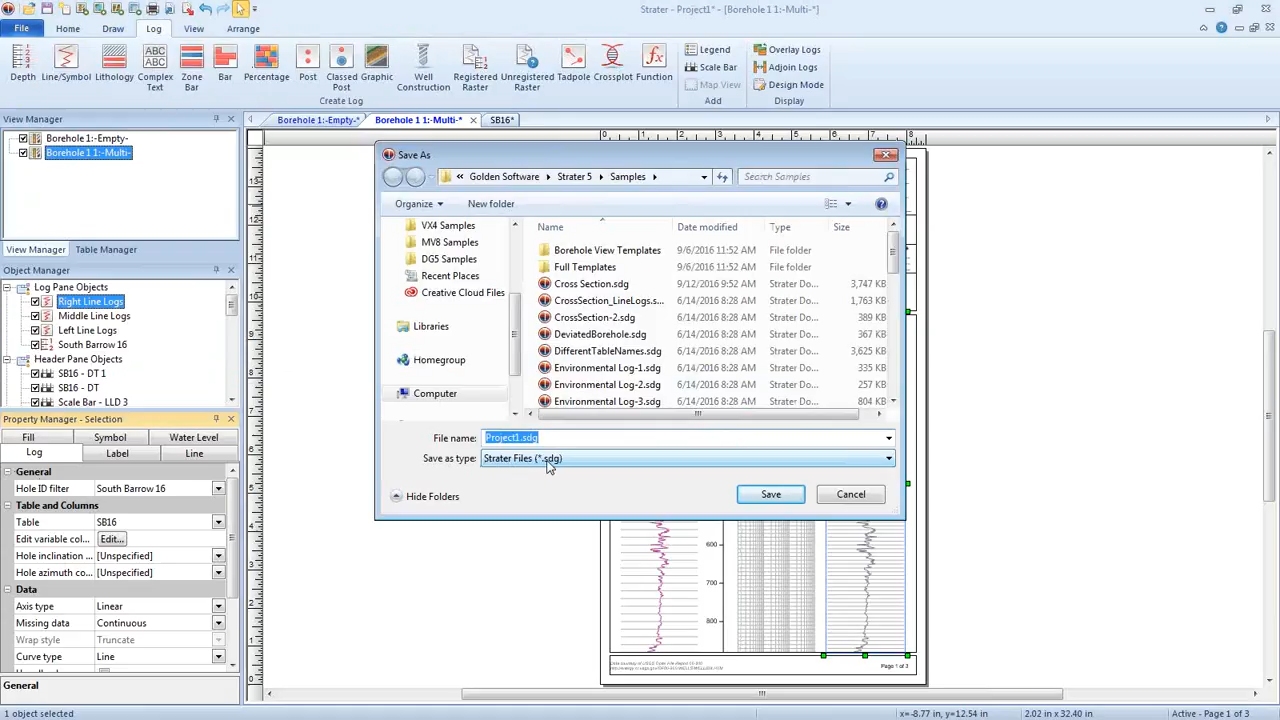 Strater - Project1* - [Borehole 1 1:-Multi-*]
File Home Draw Log View Arrange
Depth Line/Symbol Lithology Complex Text Zone Bar Bar Percentage Post Classed Post Graphic Well Construction Registered Raster Unregistered Raster Tadpole Crossplot Function
Legend
Scale Bar
Map View
Overlay Logs
Adjoin Logs
Design Mode
Create Log Add Display
View Manager
Borehole 1:-Empty-
Borehole 1 1:-Multi-
View Manager Table Manager
Object Manager
Log Pane Objects
Right Line Logs
Middle Line Logs
Left Line Logs
South Barrow 16
Header Pane Objects
SB16 - DT 1
SB16 - DT
Scale Bar - LLD 3
Property Manager - Selection
Fill Symbol Water Level
Log Label Line
General
Hole ID filter South Barrow 16
Table and Columns
Table SB16
Edit variable col... Edit...
Hole inclination ... [Unspecified]
Hole azimuth co... [Unspecified]
Data
Axis type Linear
Missing data Continuous
Wrap style Truncate
Curve type Line
General
Borehole 1:-Empty-* Borehole 1 1:-Multi-* SB16*
0 1 2 3 4 5 6 7 8
Save As
« Golden Software Strater 5 Samples
Search Samples
Organize New folder
VX4 Samples
MV8 Samples
DG5 Samples
Recent Places
Creative Cloud Files
Libraries
Homegroup
Computer
Name Date modified Type Size
Borehole View Templates 9/6/2016 11:52 AM File folder
Full Templates 9/6/2016 11:52 AM File folder
Cross Section.sdg 9/12/2016 9:52 AM Strater Do... 3,747 KB
CrossSection_LineLogs.s... 6/14/2016 8:28 AM Strater Do... 1,763 KB
CrossSection-2.sdg 6/14/2016 8:28 AM Strater Do... 389 KB
DeviatedBorehole.sdg 6/14/2016 8:28 AM Strater Do... 367 KB
DifferentTableNames.sdg 6/14/2016 8:28 AM Strater Do... 3,625 KB
Environmental Log-1.sdg 6/14/2016 8:28 AM Strater Do... 335 KB
Environmental Log-2.sdg 6/14/2016 8:28 AM Strater Do... 257 KB
Environmental Log-3.sdg 6/14/2016 8:28 AM Strater Do... 804 KB
File name: Project1.sdg
Save as type: Strater Files (*.sdg)
Hide Folders Save Cancel
600
700
800
Page 1 of 3
1 object selected x= -8.77 in, y=12.54 in 2.02 in x 32.40 in Active - Page 1 of 3